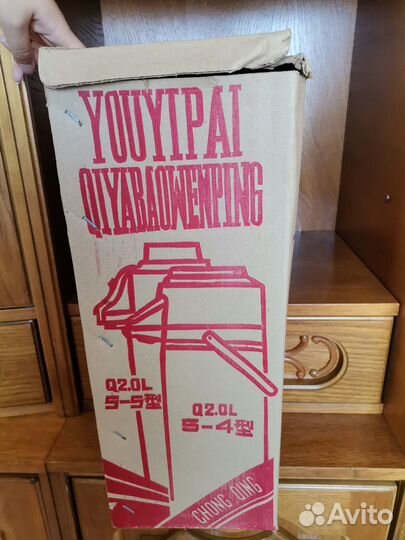 YOUYIPAI
QIYABAOWENPING
Q2.0L
5-5型
Q2.0L
5-4型
CHONG QING
Avito